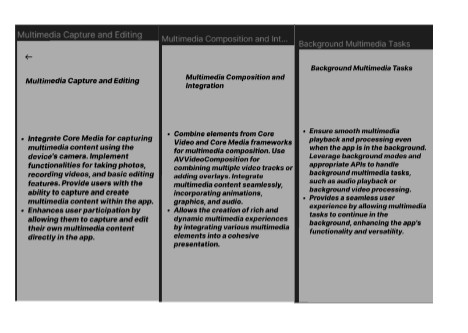 Multimedia Capture and Editing
←
Multimedia Capture and Editing
• Integrate Core Media for capturing
multimedia content using the
device's camera. Implement
functionalities for taking photos,
recording videos, and basic editing
features. Provide users with the
ability to capture and create
multimedia content within the app.
• Enhances user participation by
allowing them to capture and edit
their own multimedia content
directly in the app.
Multimedia Composition and Int...
Multimedia Composition and
Integration
• Combine elements from Core
Video and Core Media frameworks
for multimedia composition. Use
AVVideoComposition for
combining multiple video tracks or
adding overlays. Integrate
multimedia content seamlessly,
incorporating animations,
graphics, and audio.
• Allows the creation of rich and
dynamic multimedia experiences
by integrating various multimedia
elements into a cohesive
presentation.
Background Multimedia Tasks
Background Multimedia Tasks
• Ensure smooth multimedia
playback and processing even
when the app is in the background.
Leverage background modes and
appropriate APIs to handle
background multimedia tasks,
such as audio playback or
background video processing.
• Provides a seamless user
experience by allowing multimedia
tasks to continue in the
background, enhancing the app's
functionality and versatility.